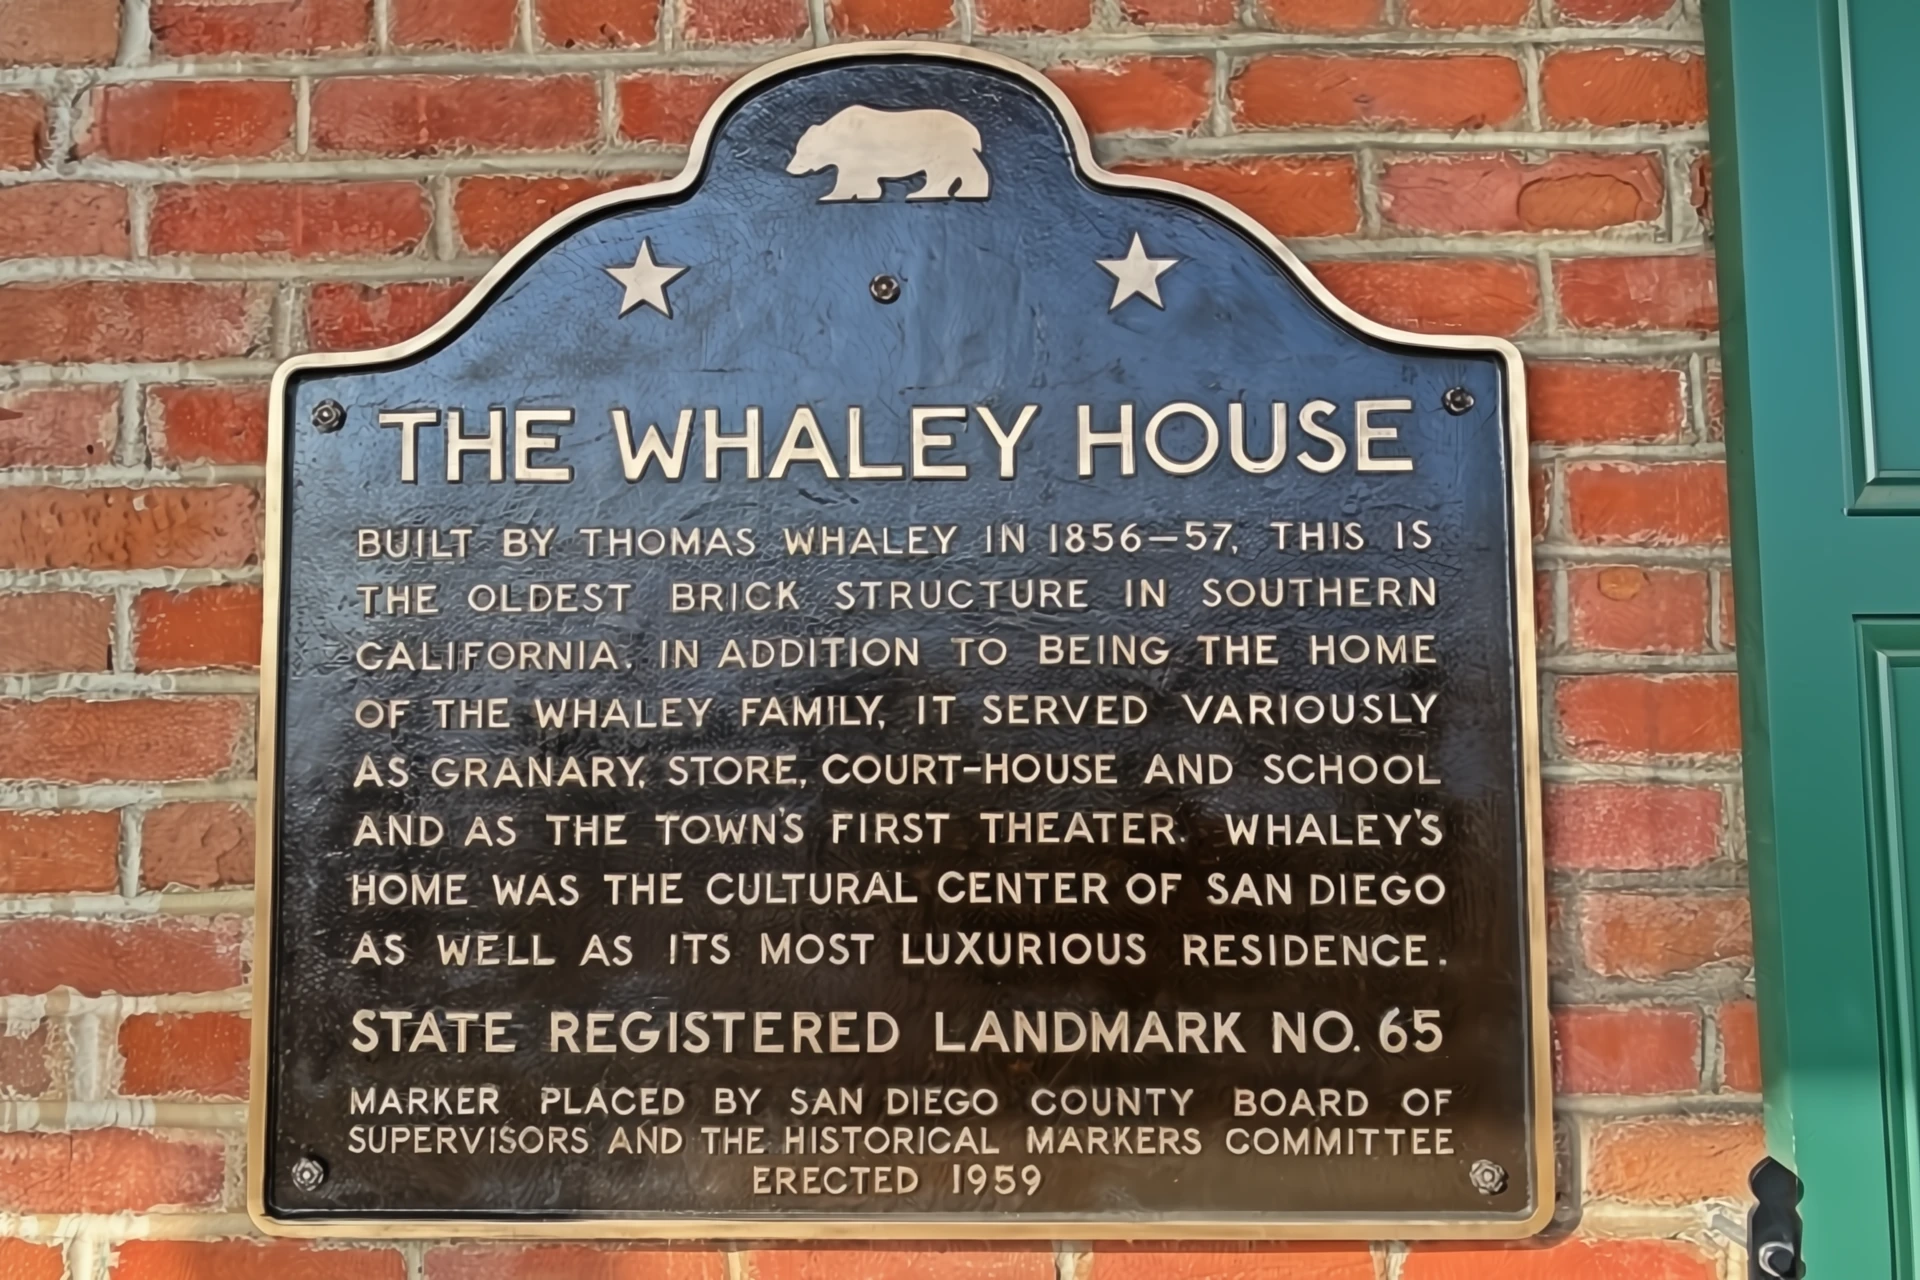 THE WHALEY HOUSE
BUILT BY THOMAS WHALEY IN 1856–57, THIS IS
THE OLDEST BRICK STRUCTURE IN SOUTHERN
CALIFORNIA. IN ADDITION TO BEING THE HOME
OF THE WHALEY FAMILY, IT SERVED VARIOUSLY
AS GRANARY, STORE, COURT-HOUSE AND SCHOOL
AND AS THE TOWN'S FIRST THEATER. WHALEY'S
HOME WAS THE CULTURAL CENTER OF SAN DIEGO
AS WELL AS ITS MOST LUXURIOUS RESIDENCE.
STATE REGISTERED LANDMARK NO. 65
MARKER PLACED BY SAN DIEGO COUNTY BOARD OF
SUPERVISORS AND THE HISTORICAL MARKERS COMMITTEE
ERECTED 1959